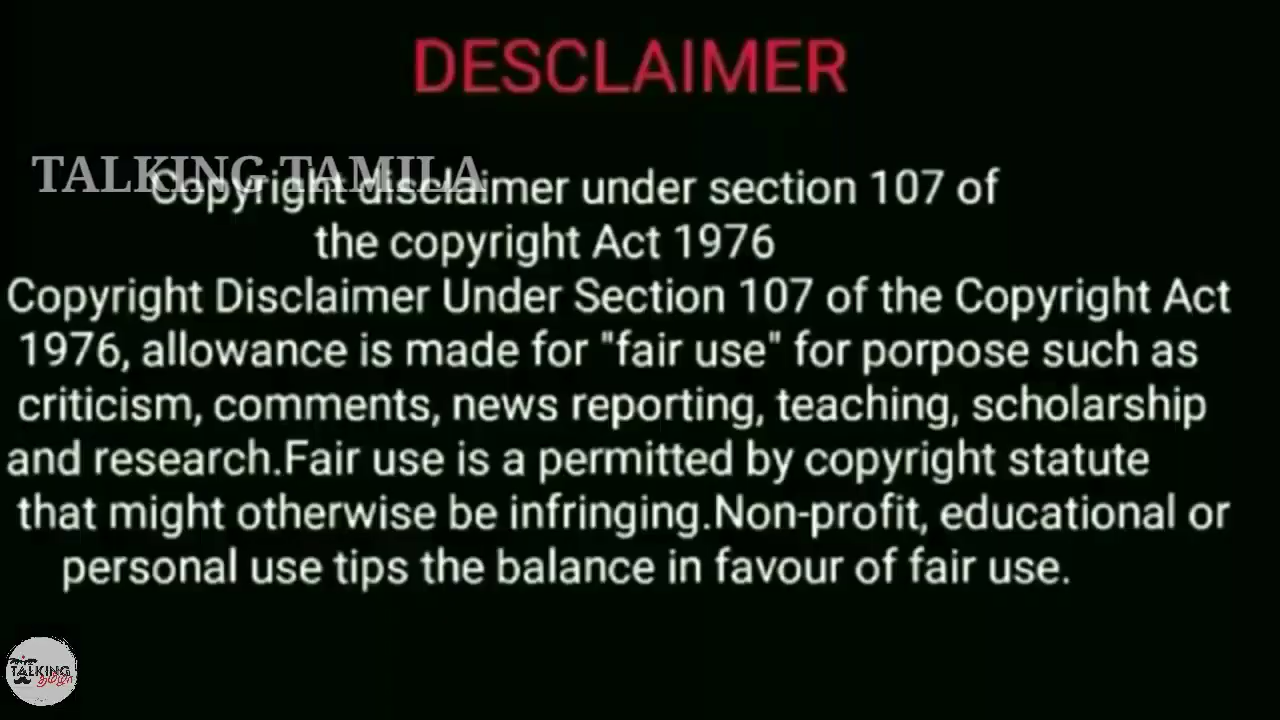 DESCLAIMER
TALKING TAMILA
Copyright disclaimer under section 107 of
the copyright Act 1976
Copyright Disclaimer Under Section 107 of the Copyright Act
1976, allowance is made for "fair use" for porpose such as
criticism, comments, news reporting, teaching, scholarship
and research.Fair use is a permitted by copyright statute
that might otherwise be infringing.Non-profit, educational or
personal use tips the balance in favour of fair use.
TALKING
தமிழா